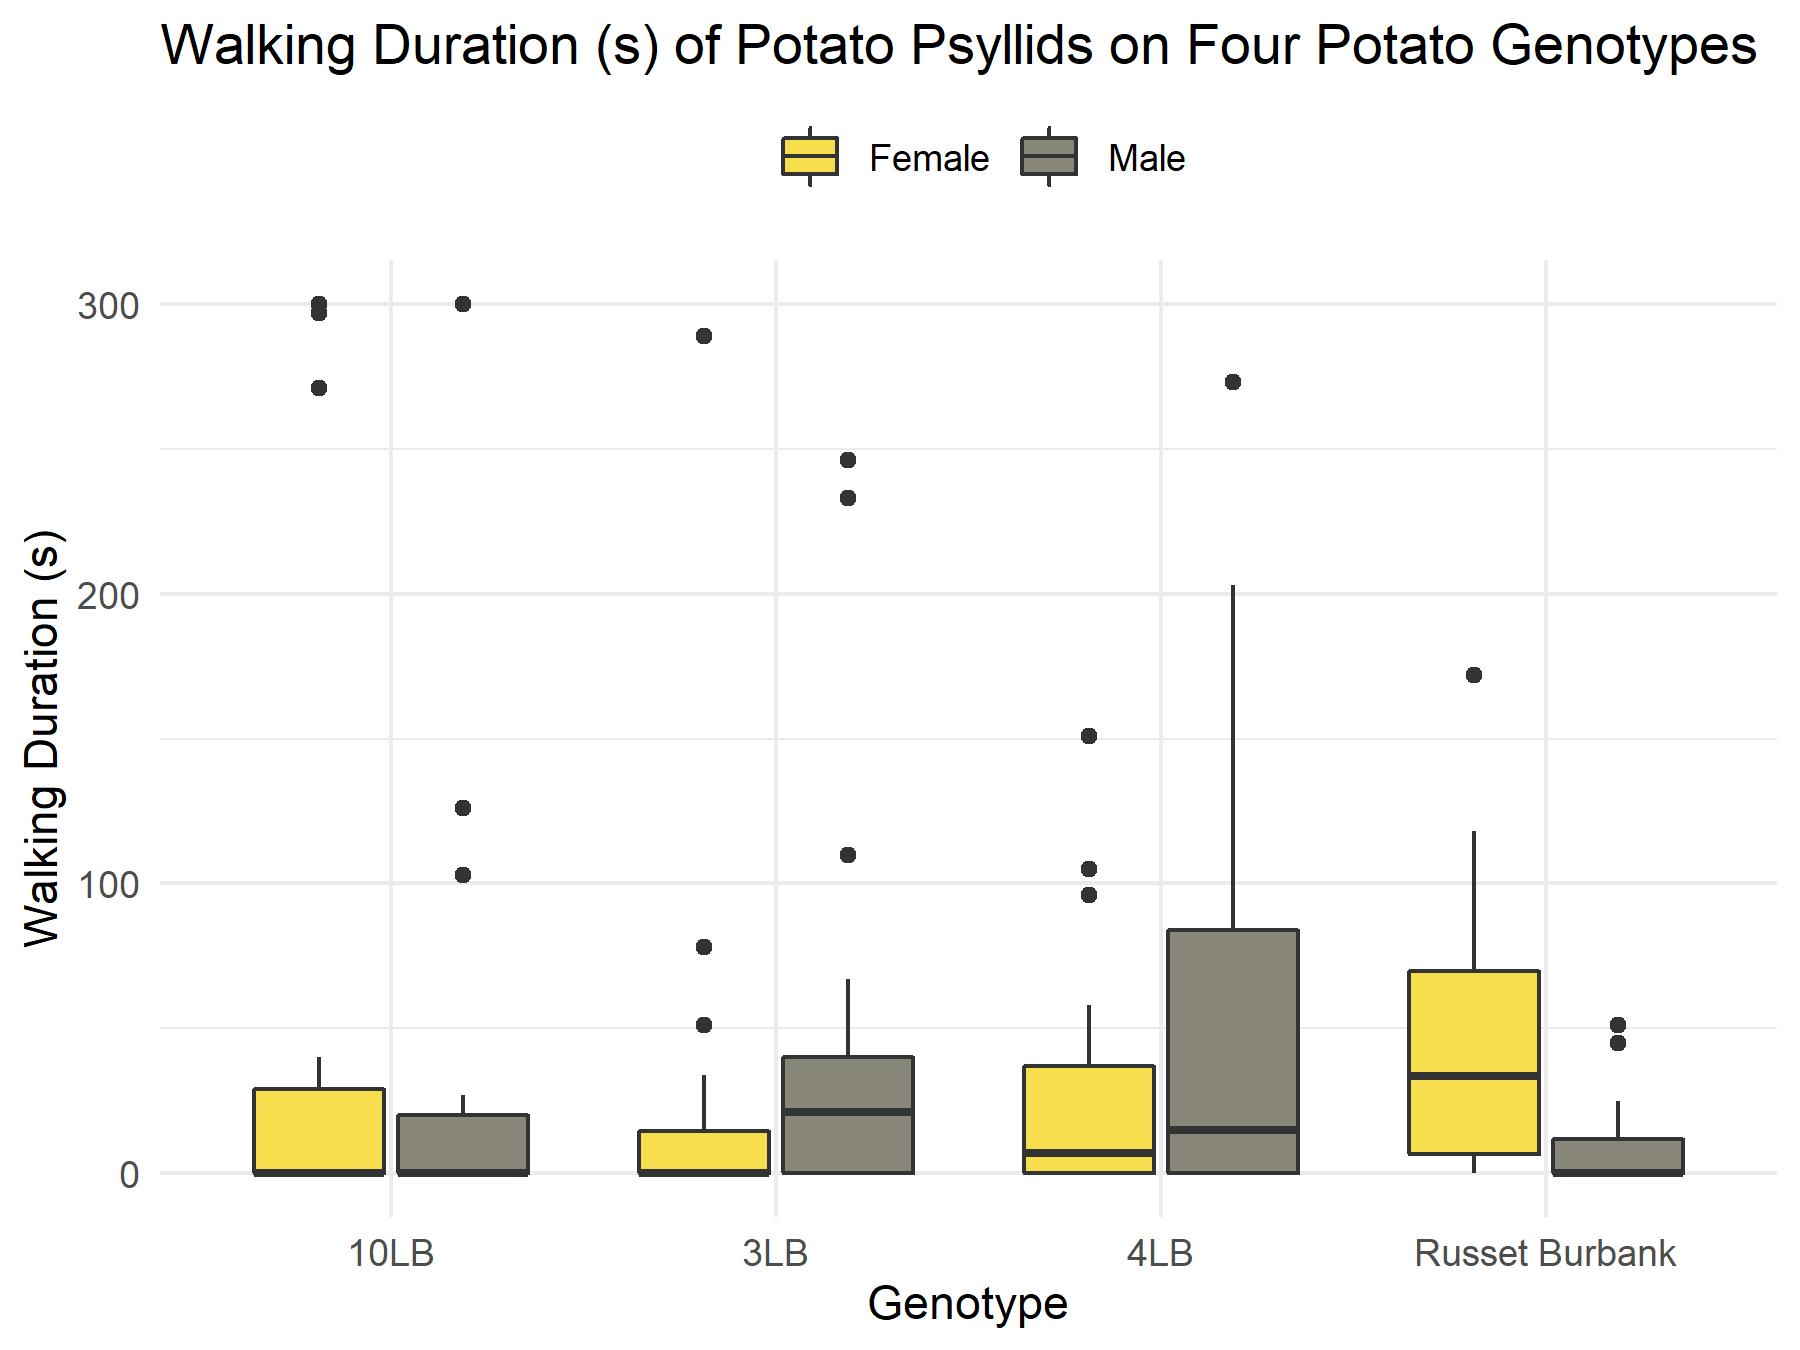 Walking Duration (s) of Potato Psyllids on Four Potato Genotypes
Female Male
Walking Duration (s)
300
200
100
0
10LB 3LB 4LB Russet Burbank
Genotype